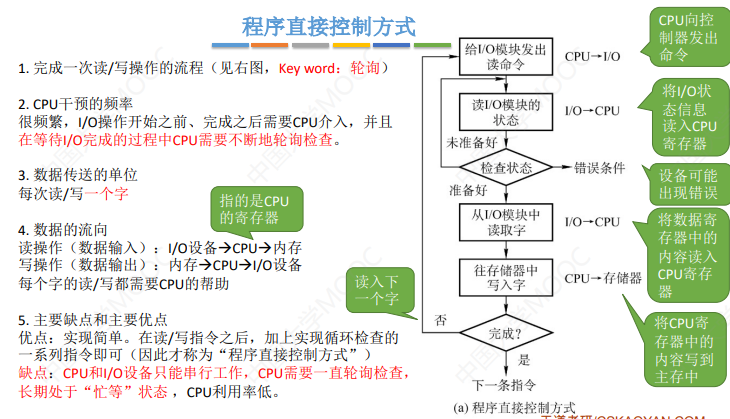 程序直接控制方式
1. 完成一次读/写操作的流程（见右图，Key word：轮询）
2. CPU干预的频率
很频繁，I/O操作开始之前、完成之后需要CPU介入，并且
在等待I/O完成的过程中CPU需要不断地轮询检查。
3. 数据传送的单位
每次读/写一个字
指的是CPU
的寄存器
4. 数据的流向
读操作（数据输入）：I/O设备→CPU→内存
写操作（数据输出）：内存→CPU→I/O设备
每个字的读/写都需要CPU的帮助
5. 主要缺点和主要优点
优点：实现简单。在读/写指令之后，加上实现循环检查的
一系列指令即可（因此才称为“程序直接控制方式”）
缺点：CPU和I/O设备只能串行工作，CPU需要一直轮询检查，
长期处于“忙等”状态，CPU利用率低。
给I/O模块发出
读命令
CPU→I/O
CPU向控
制器发出
命令
读I/O模块的
状态
I/O→CPU
将I/O状
态信息
读入CPU
寄存器
未准备好
检查状态
错误条件
设备可能
出现错误
准备好
从I/O模块中
读取字
I/O→CPU
将数据寄
存器中的
内容读入
CPU寄存
器
往存储器中
写入字
CPU→存储器
读入下
一个字
否
完成？
是
将CPU寄
存器中的
内容写到
主存中
下一条指令
(a) 程序直接控制方式